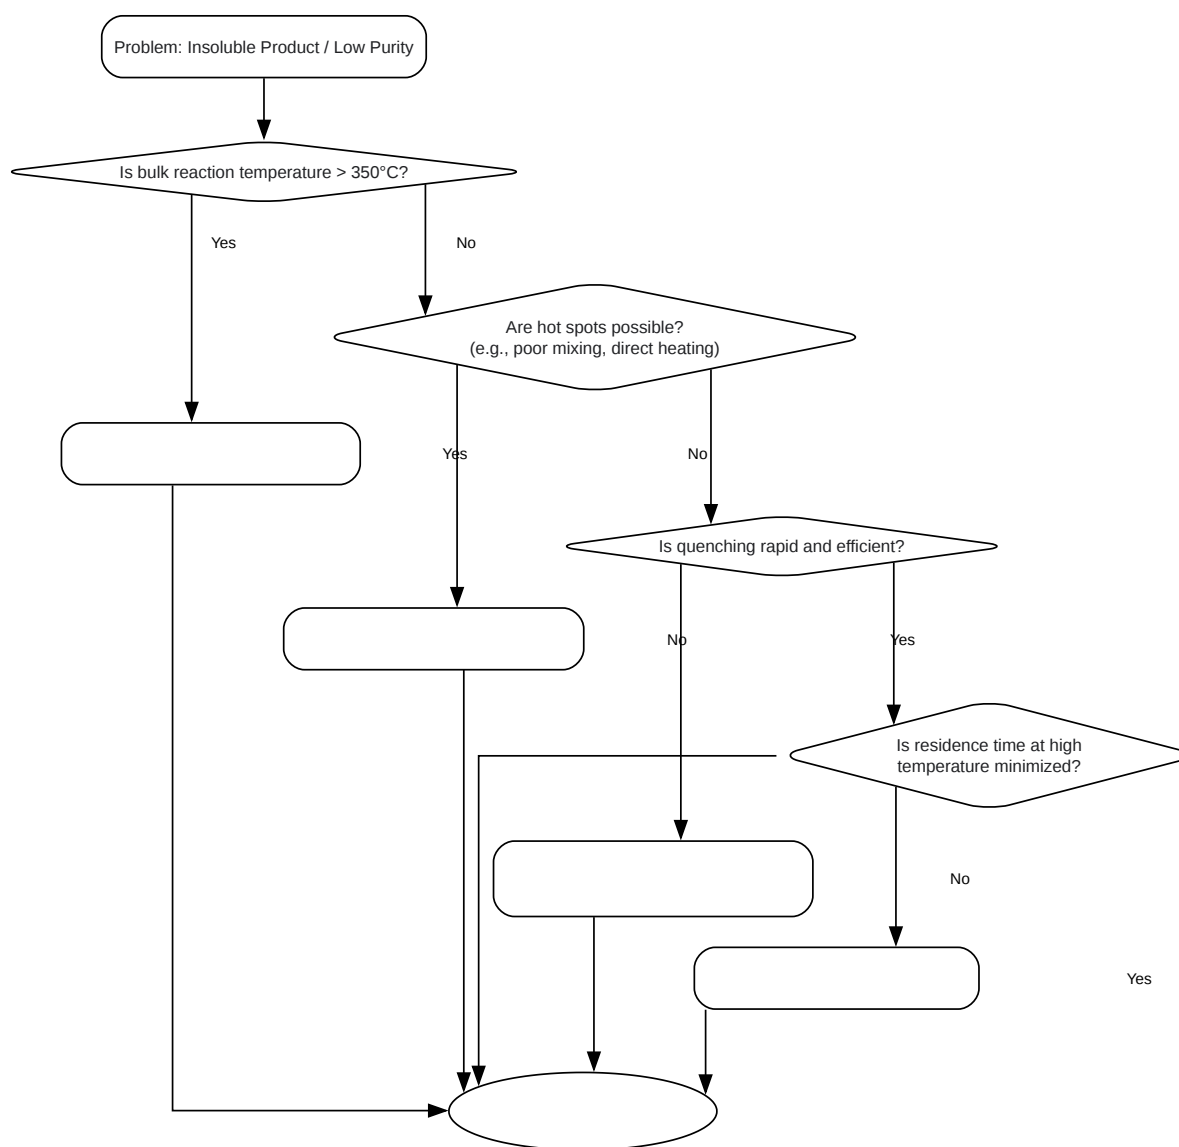 Problem: Insoluble Product / Low Purity
Is bulk reaction temperature > 350°C?
Yes
No
Are hot spots possible?
(e.g., poor mixing, direct heating)
Yes
No
Is quenching rapid and efficient?
No
Yes
Is residence time at high
temperature minimized?
No
Yes